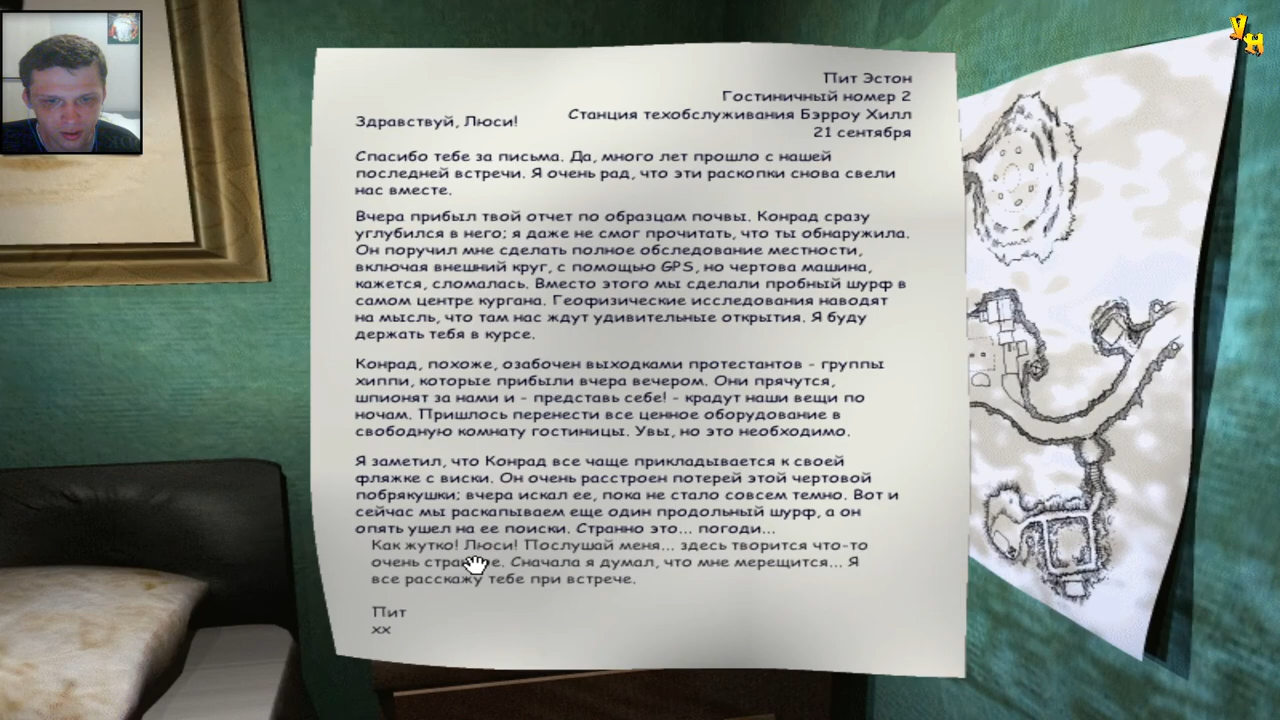 Пит Эстон
Гостиничный номер 2
Станция техобслуживания Бэрроу Хилл
21 сентября
Здравствуй, Люси!
Спасибо тебе за письма. Да, много лет прошло с нашей
последней встречи. Я очень рад, что эти раскопки снова свели
нас вместе.
Вчера прибыл твой отчет по образцам почвы. Конрад сразу
углубился в него; я даже не смог прочитать, что ты обнаружила.
Он поручил мне сделать полное обследование местности,
включая внешний круг, с помощью GPS, но чертова машина,
кажется, сломалась. Вместо этого мы сделали пробный шурф в
самом центре кургана. Геофизические исследования наводят
на мысль, что там нас ждут удивительные открытия. Я буду
держать тебя в курсе.
Конрад, похоже, озабочен выходками протестантов - группы
хиппи, которые прибыли вчера вечером. Они прячутся,
шпионят за нами и - представь себе! - крадут наши вещи по
ночам. Пришлось перенести все ценное оборудование в
свободную комнату гостиницы. Увы, но это необходимо.
Я заметил, что Конрад все чаще прикладывается к своей
фляжке с виски. Он очень расстроен потерей этой чертовой
побрякушки; вчера искал ее, пока не стало совсем темно. Вот и
сейчас мы раскапываем еще один продольный шурф, а он
опять ушел на ее поиски. Странно это... погоди...
Как жутко! Люси! Послушай меня... здесь творится что-то
очень Сначала я думал, что мне мерещится... Я
все расскажу тебе при встрече.
Пит
хх
УН